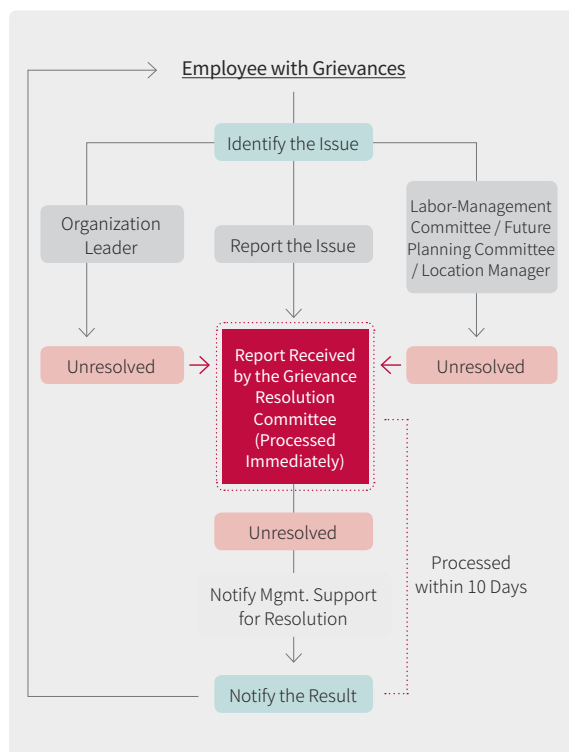 Employee with Grievances
Identify the Issue
Organization
Leader
Report the Issue
Labor-Management
Committee / Future
Planning Committee
/ Location Manager
Unresolved
Report Received
by the Grievance
Resolution
Committee
(Processed
Immediately)
Unresolved
Unresolved
Processed
within 10 Days
Notify Mgmt. Support
for Resolution
Notify the Result